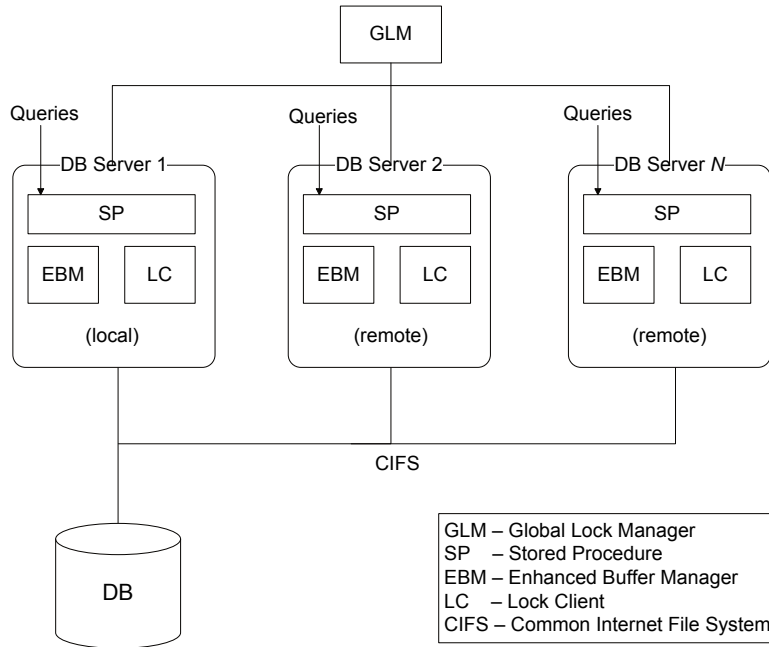 GLM
Queries
Queries
Queries
DB Server 1
DB Server 2
DB Server N
SP
SP
SP
EBM
LC
EBM
LC
EBM
LC
(local)
(remote)
(remote)
CIFS
DB
GLM – Global Lock Manager
SP – Stored Procedure
EBM – Enhanced Buffer Manager
LC – Lock Client
CIFS – Common Internet File System